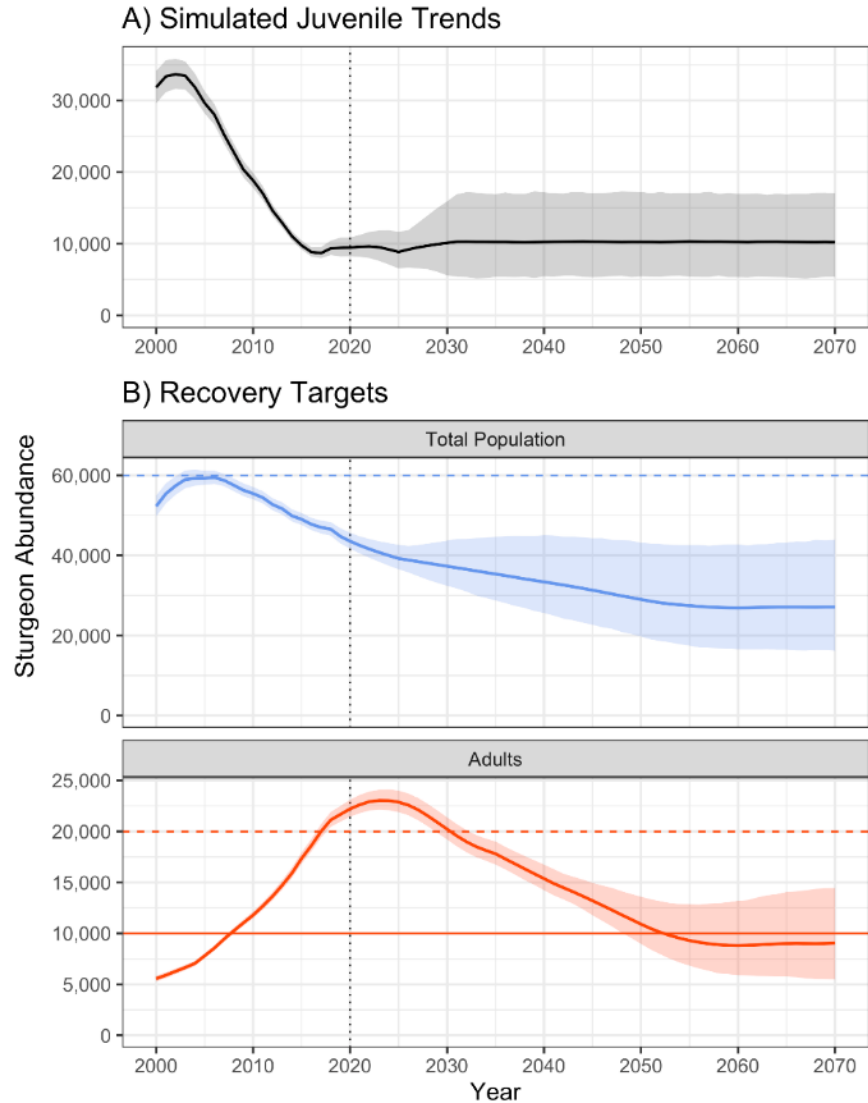 A) Simulated Juvenile Trends
30,000
20,000
10,000
0
2000 2010 2020 2030 2040 2050 2060 2070
B) Recovery Targets
Sturgeon Abundance
Total Population
60,000
40,000
20,000
0
Adults
25,000
20,000
15,000
10,000
5,000
0
2000 2010 2020 2030 2040 2050 2060 2070
Year